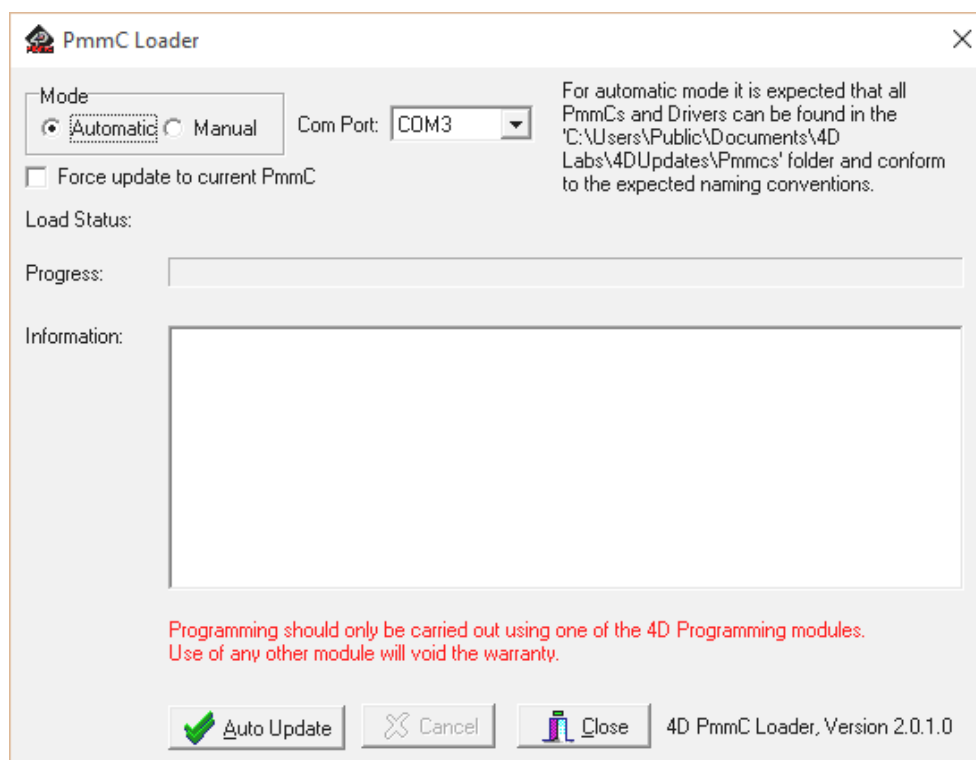 PmmC Loader
Mode
Automatic Manual
Com Port: COM3
For automatic mode it is expected that all
PmmCs and Drivers can be found in the
'C:\Users\Public\Documents\4D
Labs\4DUpdates\Pmmcs' folder and conform
to the expected naming conventions.
Force update to current PmmC
Load Status:
Progress:
Information:
Programming should only be carried out using one of the 4D Programming modules.
Use of any other module will void the warranty.
Auto Update
Cancel
Close
4D PmmC Loader, Version 2.0.1.0